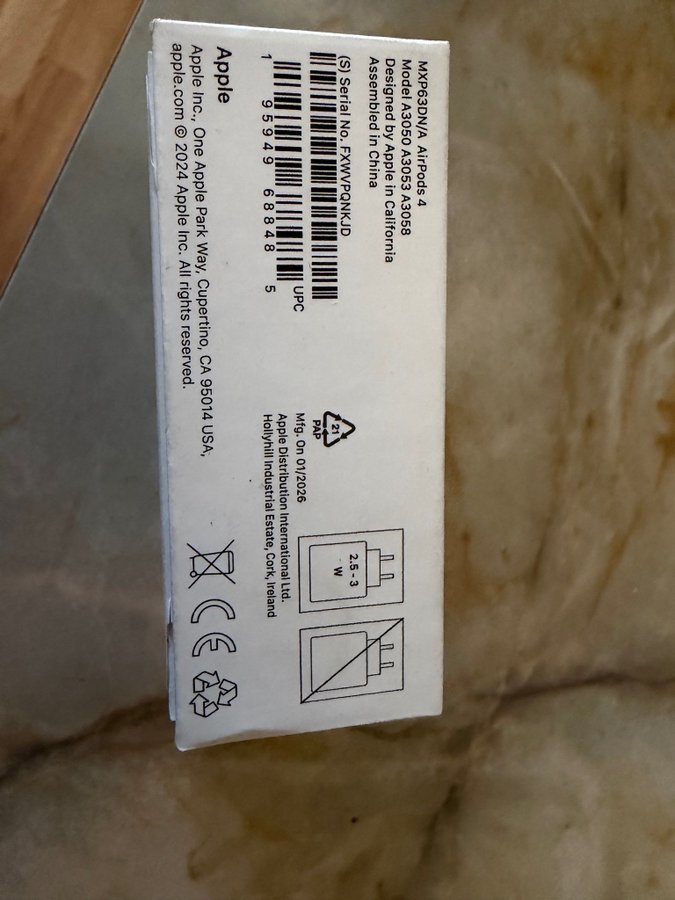 MXP63DN/A AirPods 4
Model A3050 A3053 A3058
Designed by Apple in California
Assembled in China
(S) Serial No. FXWVPQNKJD
UPC
1 95949 68848 5
Apple
Apple Inc., One Apple Park Way, Cupertino, CA 95014 USA,
apple.com © 2024 Apple Inc. All rights reserved.
21
PAP
Mfg. On 01/2026
Apple Distribution International Ltd.
Hollyhill Industrial Estate, Cork, Ireland
2.5 - 3
W
CE